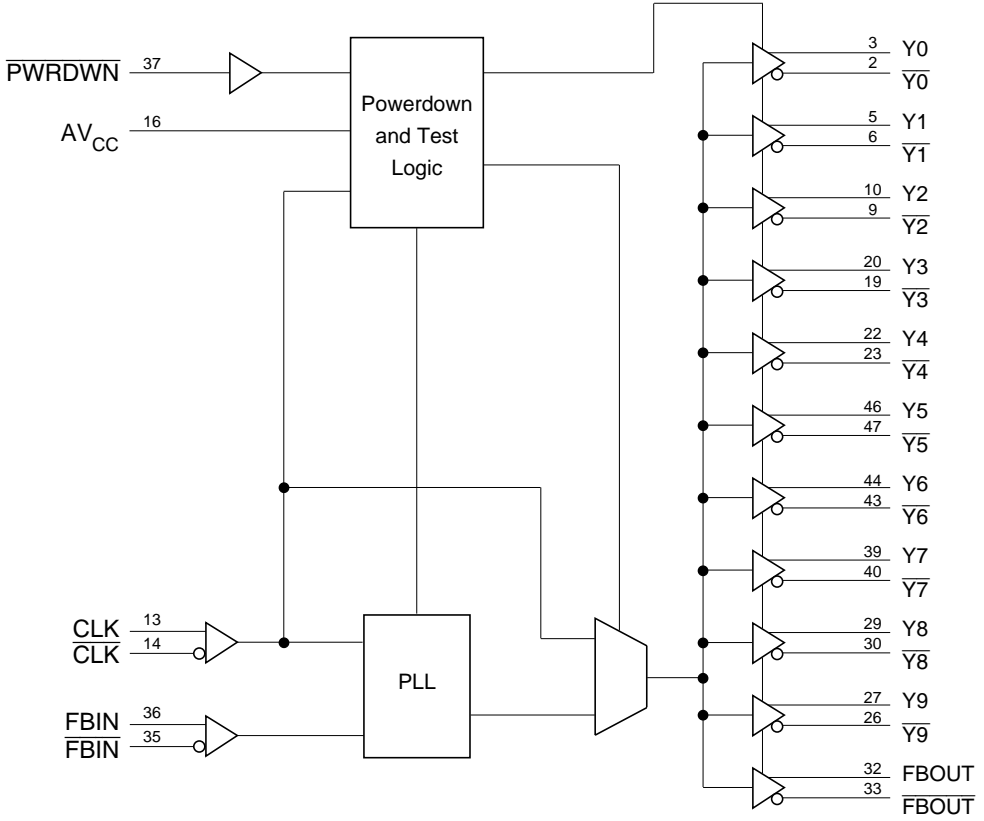 PWRDWN 37
AVCC 16
Powerdown
and Test
Logic
CLK 13
CLK 14
FBIN 36
FBIN 35
PLL
3 Y0
2 Y0
5 Y1
6 Y1
10 Y2
9 Y2
20 Y3
19 Y3
22 Y4
23 Y4
46 Y5
47 Y5
44 Y6
43 Y6
39 Y7
40 Y7
29 Y8
30 Y8
27 Y9
26 Y9
32 FBOUT
33 FBOUT